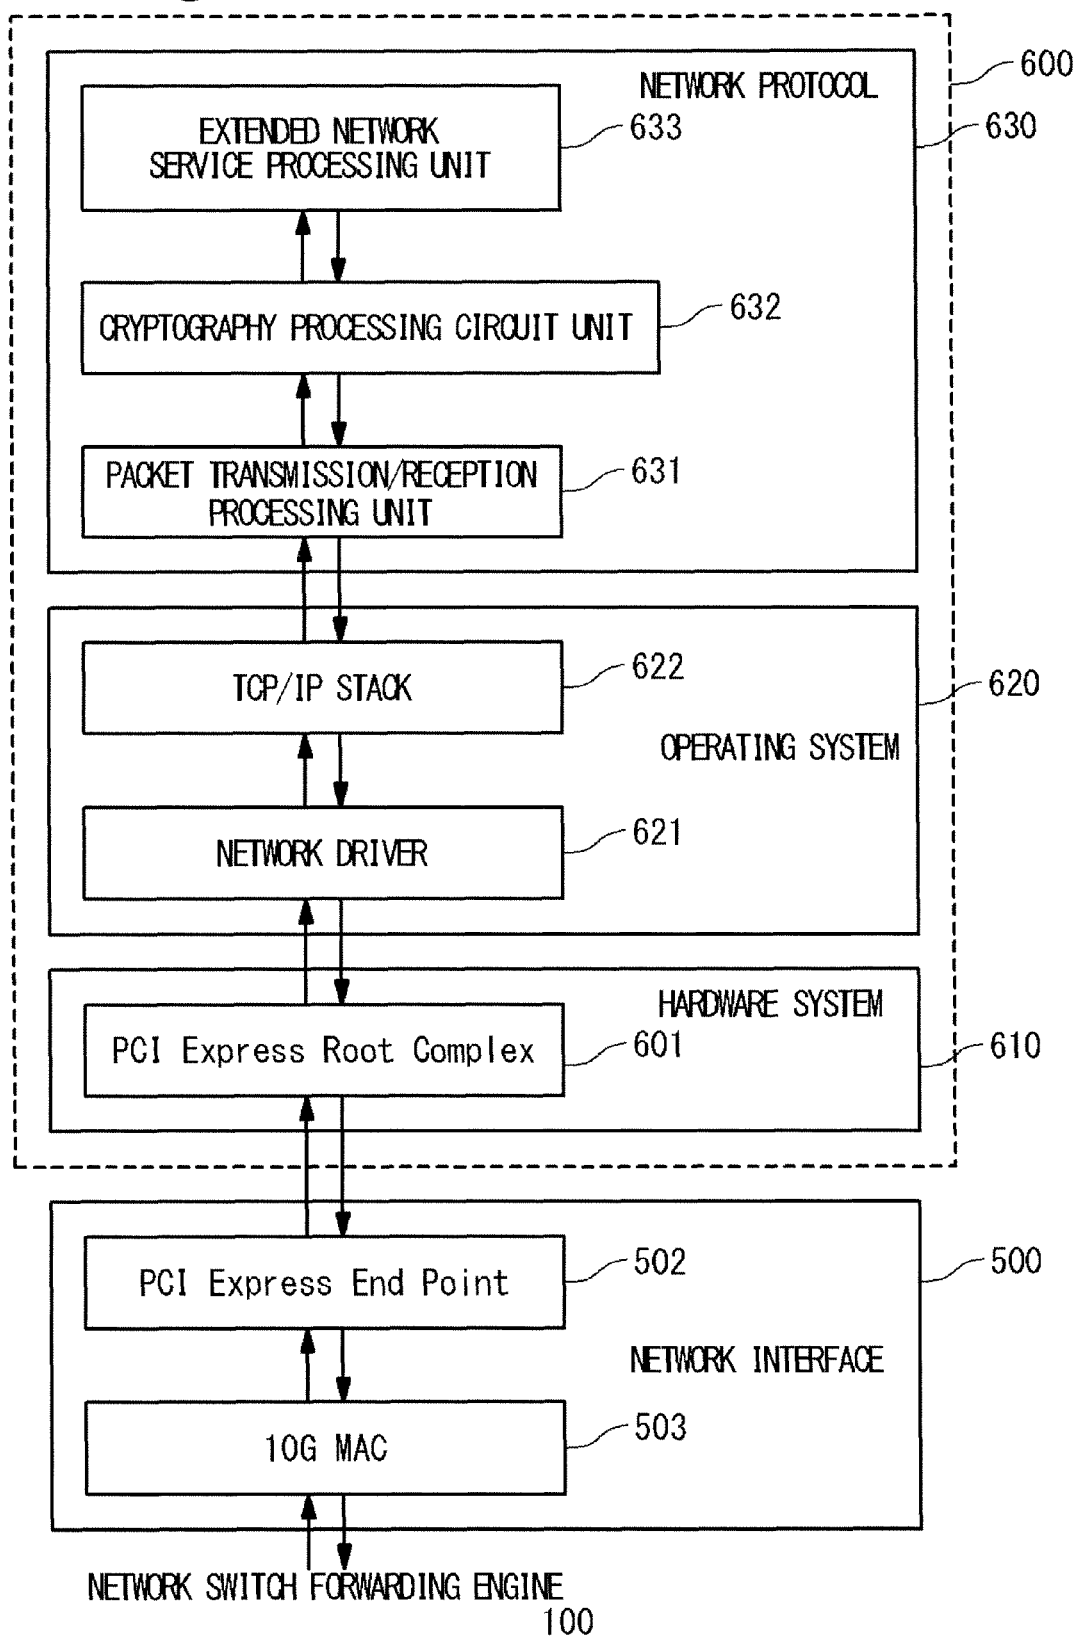 600
NETWORK PROTOCOL
630
EXTENDED NETWORK
SERVICE PROCESSING UNIT
633
CRYPTOGRAPHY PROCESSING CIRCUIT UNIT
632
PACKET TRANSMISSION/RECEPTION
PROCESSING UNIT
631
TCP/IP STACK
622
620
OPERATING SYSTEM
NETWORK DRIVER
621
HARDWARE SYSTEM
PCI Express Root Complex
601
610
PCI Express End Point
502
500
NETWORK INTERFACE
10G MAC
503
NETWORK SWITCH FORWARDING ENGINE
100